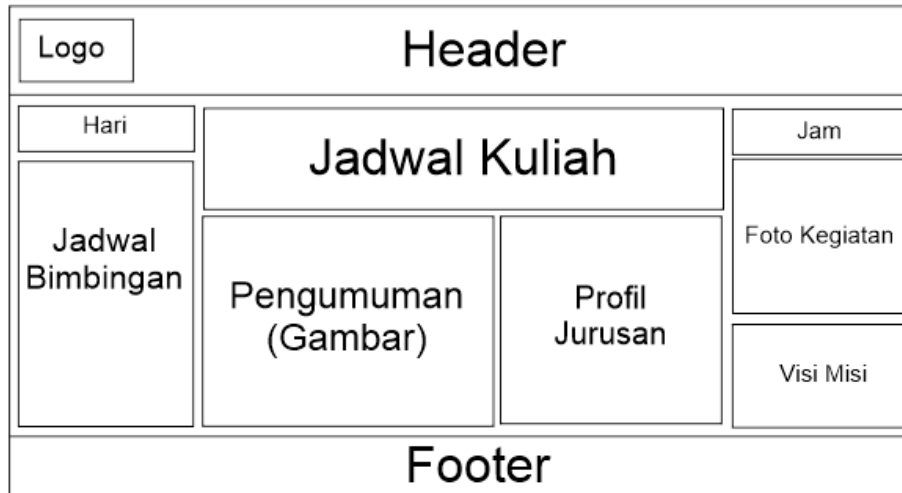 Logo
Header
Hari
Jadwal Kuliah
Jam
Jadwal
Bimbingan
Pengumuman
(Gambar)
Profil
Jurusan
Foto Kegiatan
Visi Misi
Footer